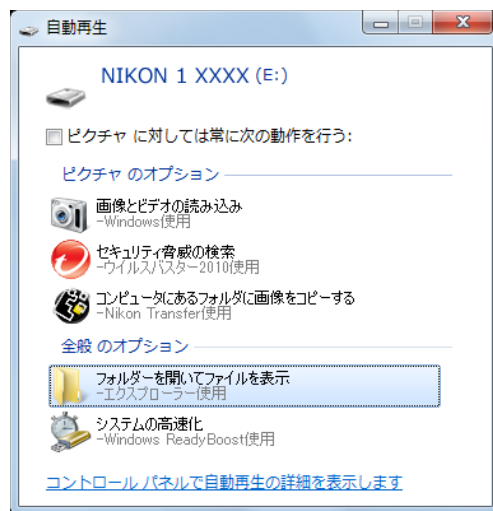 自動再生
NIKON 1 XXXX (E:)
ピクチャ に対しては常に次の動作を行う:
ピクチャ のオプション
画像とビデオの読み込み
-Windows使用
セキュリティ脅威の検索
-ウイルスバスター2010使用
コンピュータにあるフォルダに画像をコピーする
-Nikon Transfer使用
全般 のオプション
フォルダーを開いてファイルを表示
-エクスプローラー使用
システムの高速化
-Windows ReadyBoost使用
コントロール パネルで自動再生の詳細を表示します